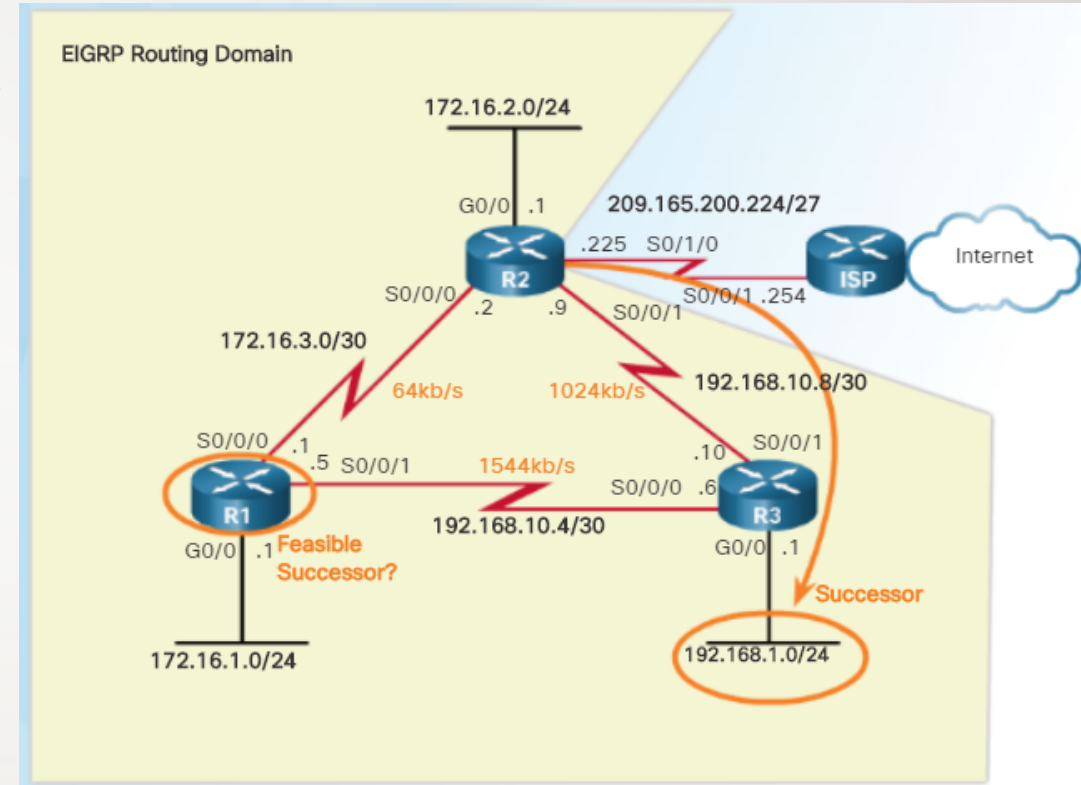 EIGRP Routing Domain
172.16.2.0/24
G0/0 .1
209.165.200.224/27
.225 S0/1/0
Internet
R2
ISP
S0/0/0
.2 .9
S0/0/1
S0/0/1 .254
172.16.3.0/30
64kb/s
1024kb/s
192.168.10.8/30
S0/0/0 .1
.5 S0/0/1
1544kb/s
.10 S0/0/1
S0/0/0 .6
R1
R3
192.168.10.4/30
G0/0 .1
Feasible
Successor?
G0/0 .1
Successor
172.16.1.0/24
192.168.1.0/24